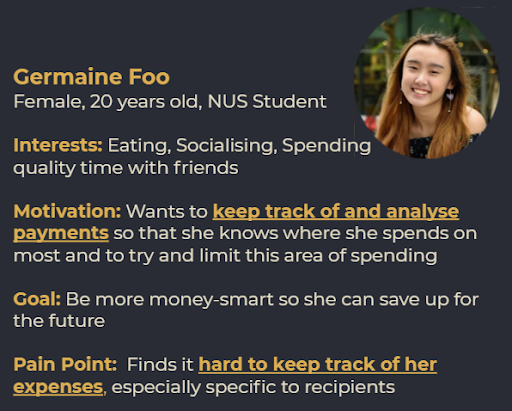 Germaine Foo
Female, 20 years old, NUS Student
Interests: Eating, Socialising, Spending
quality time with friends
Motivation: Wants to keep track of and analyse
payments so that she knows where she spends on
most and to try and limit this area of spending
Goal: Be more money-smart so she can save up for
the future
Pain Point:  Finds it hard to keep track of her
expenses, especially specific to recipients